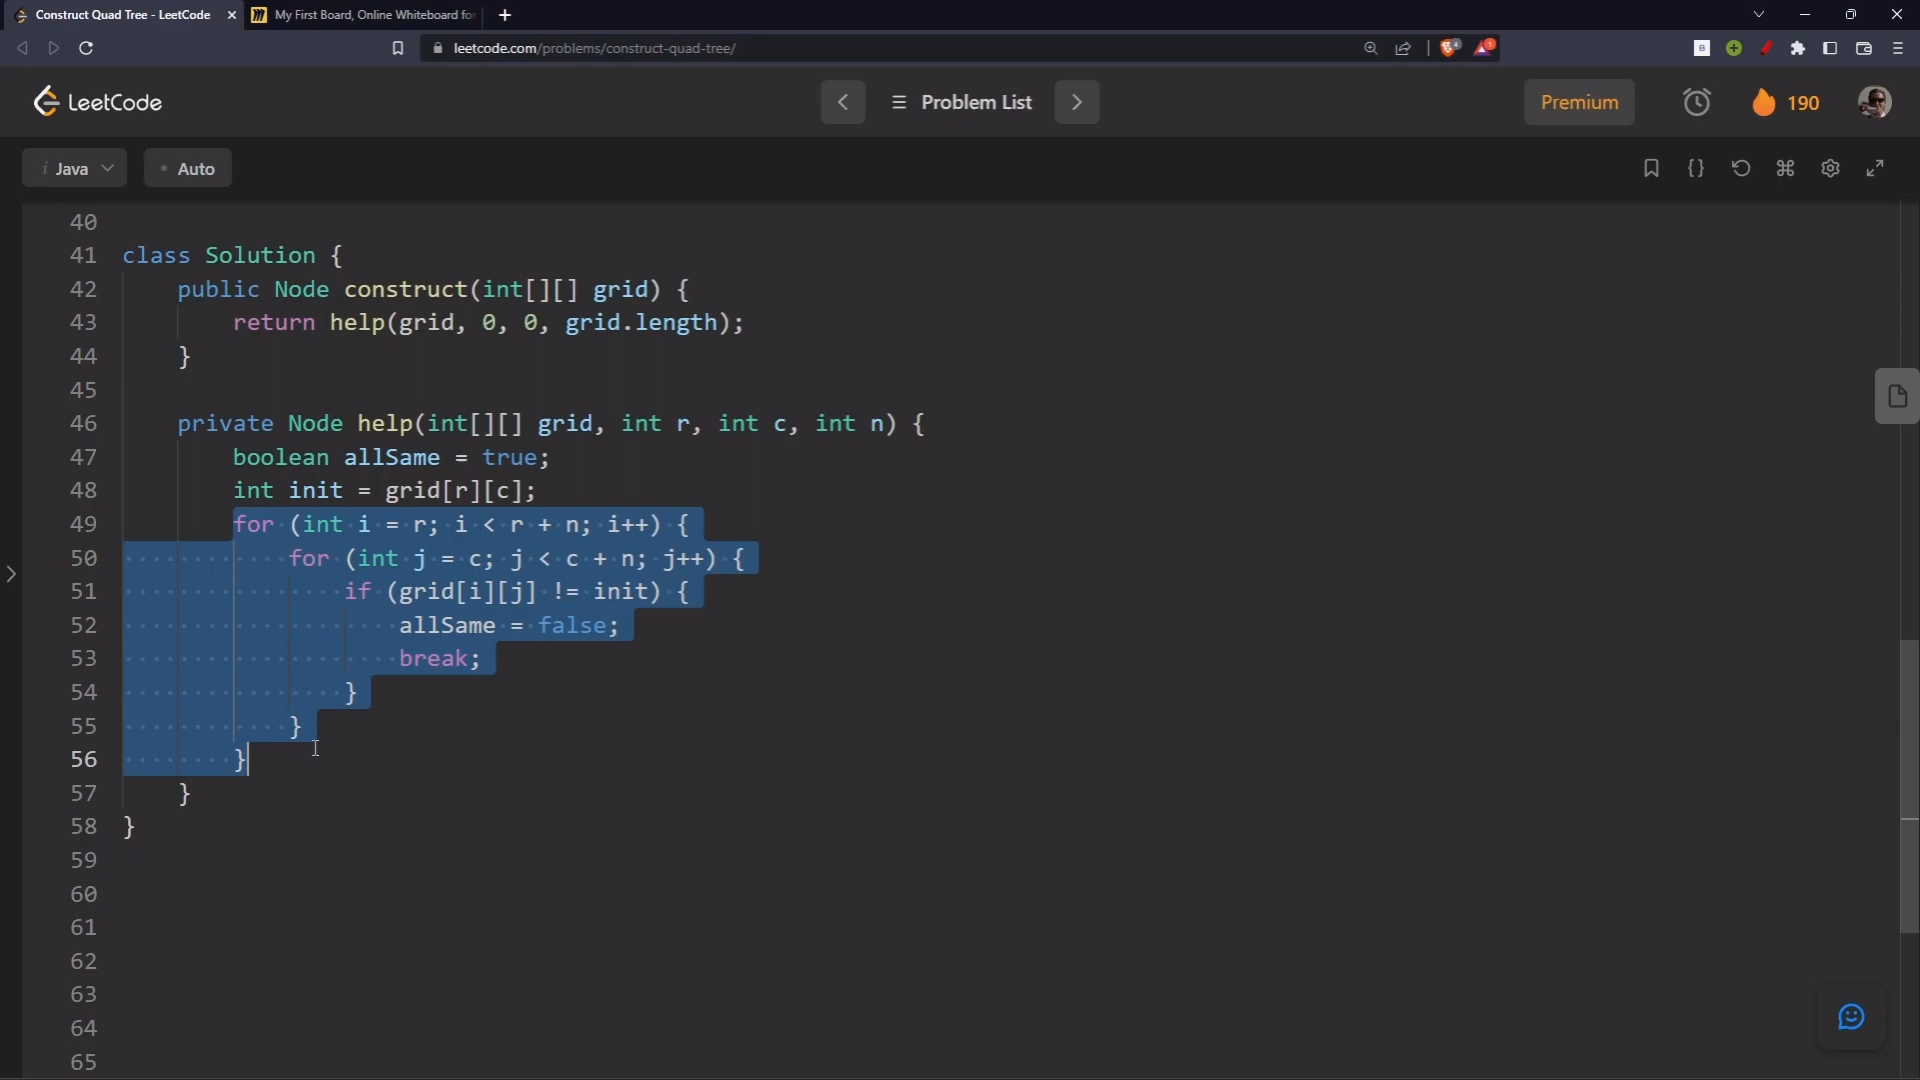 Construct Quad Tree - LeetCode
My First Board, Online Whiteboard for
leetcode.com/problems/construct-quad-tree/
LeetCode
Problem List
Premium
190
i Java
Auto
40
41 class Solution {
42 public Node construct(int[][] grid) {
43 return help(grid, 0, 0, grid.length);
44 }
45
46 private Node help(int[][] grid, int r, int c, int n) {
47 boolean allSame = true;
48 int init = grid[r][c];
49 for (int i = r; i < r + n; i++) {
50 for (int j = c; j < c + n; j++) {
51 if (grid[i][j] != init) {
52 allSame = false;
53 break;
54 }
55 }
56 }
57 }
58 }
59
60
61
62
63
64
65